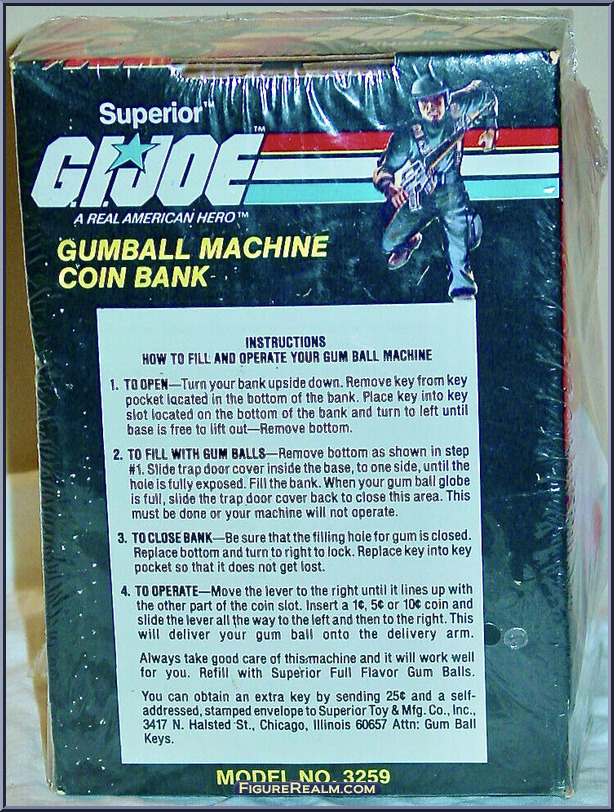 Superior™
G.I. JOE™
A REAL AMERICAN HERO™
GUMBALL MACHINE
COIN BANK
INSTRUCTIONS
HOW TO FILL AND OPERATE YOUR GUM BALL MACHINE
1. TO OPEN—Turn your bank upside down. Remove key from key
pocket located in the bottom of the bank. Place key into key
slot located on the bottom of the bank and turn to left until
base is free to lift out—Remove bottom.
2. TO FILL WITH GUM BALLS—Remove bottom as shown in step
#1. Slide trap door cover inside the base, to one side, until the
hole is fully exposed. Fill the bank. When your gum ball globe
is full, slide the trap door cover back to close this area. This
must be done or your machine will not operate.
3. TO CLOSE BANK—Be sure that the filling hole for gum is closed.
Replace bottom and turn to right to lock. Replace key into key
pocket so that it does not get lost.
4. TO OPERATE—Move the lever to the right until it lines up with
the other part of the coin slot. Insert a 1¢, 5¢ or 10¢ coin and
slide the lever all the way to the left and then to the right. This
will deliver your gum ball onto the delivery arm.
Always take good care of this machine and it will work well
for you. Refill with Superior Full Flavor Gum Balls.
You can obtain an extra key by sending 25¢ and a self-
addressed, stamped envelope to Superior Toy & Mfg. Co., Inc.,
3417 N. Halsted St., Chicago, Illinois 60657 Attn: Gum Ball
Keys.
MODEL NO. 3259
FIGUREREALM.COM